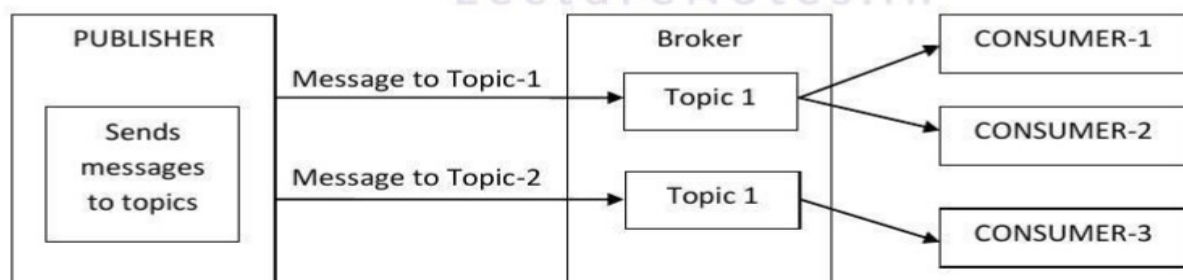 PUBLISHER
Sends
messages
to topics
Message to Topic-1
Message to Topic-2
Broker
Topic 1
Topic 1
CONSUMER-1
CONSUMER-2
CONSUMER-3